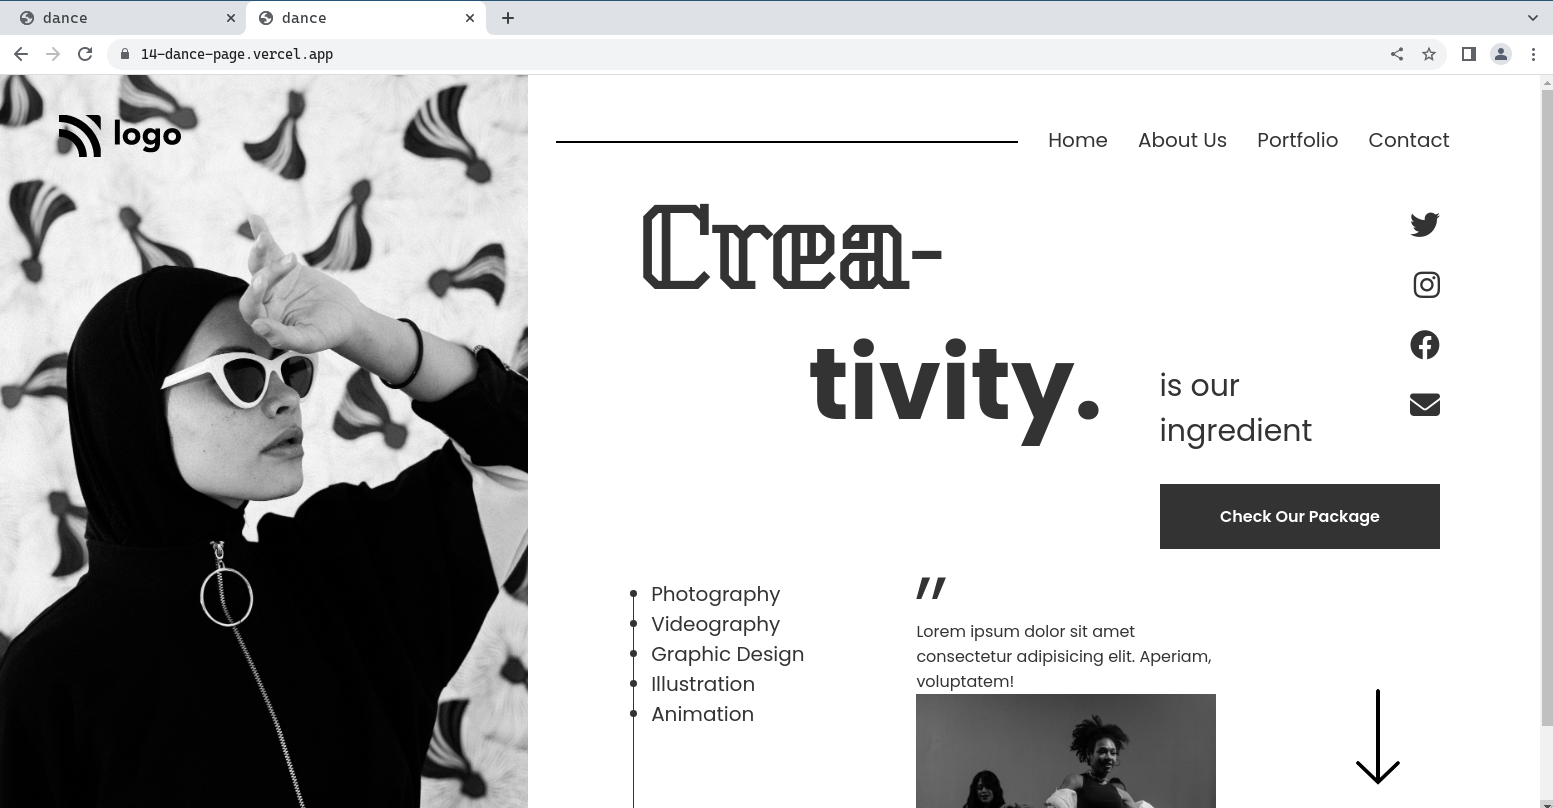 dance
dance
14-dance-page.vercel.app
logo
Home About Us Portfolio Contact
Crea-
tivity.
is our
ingredient
Check Our Package
Photography
Videography
Graphic Design
Illustration
Animation
"
Lorem ipsum dolor sit amet
consectetur adipisicing elit. Aperiam,
voluptatem!